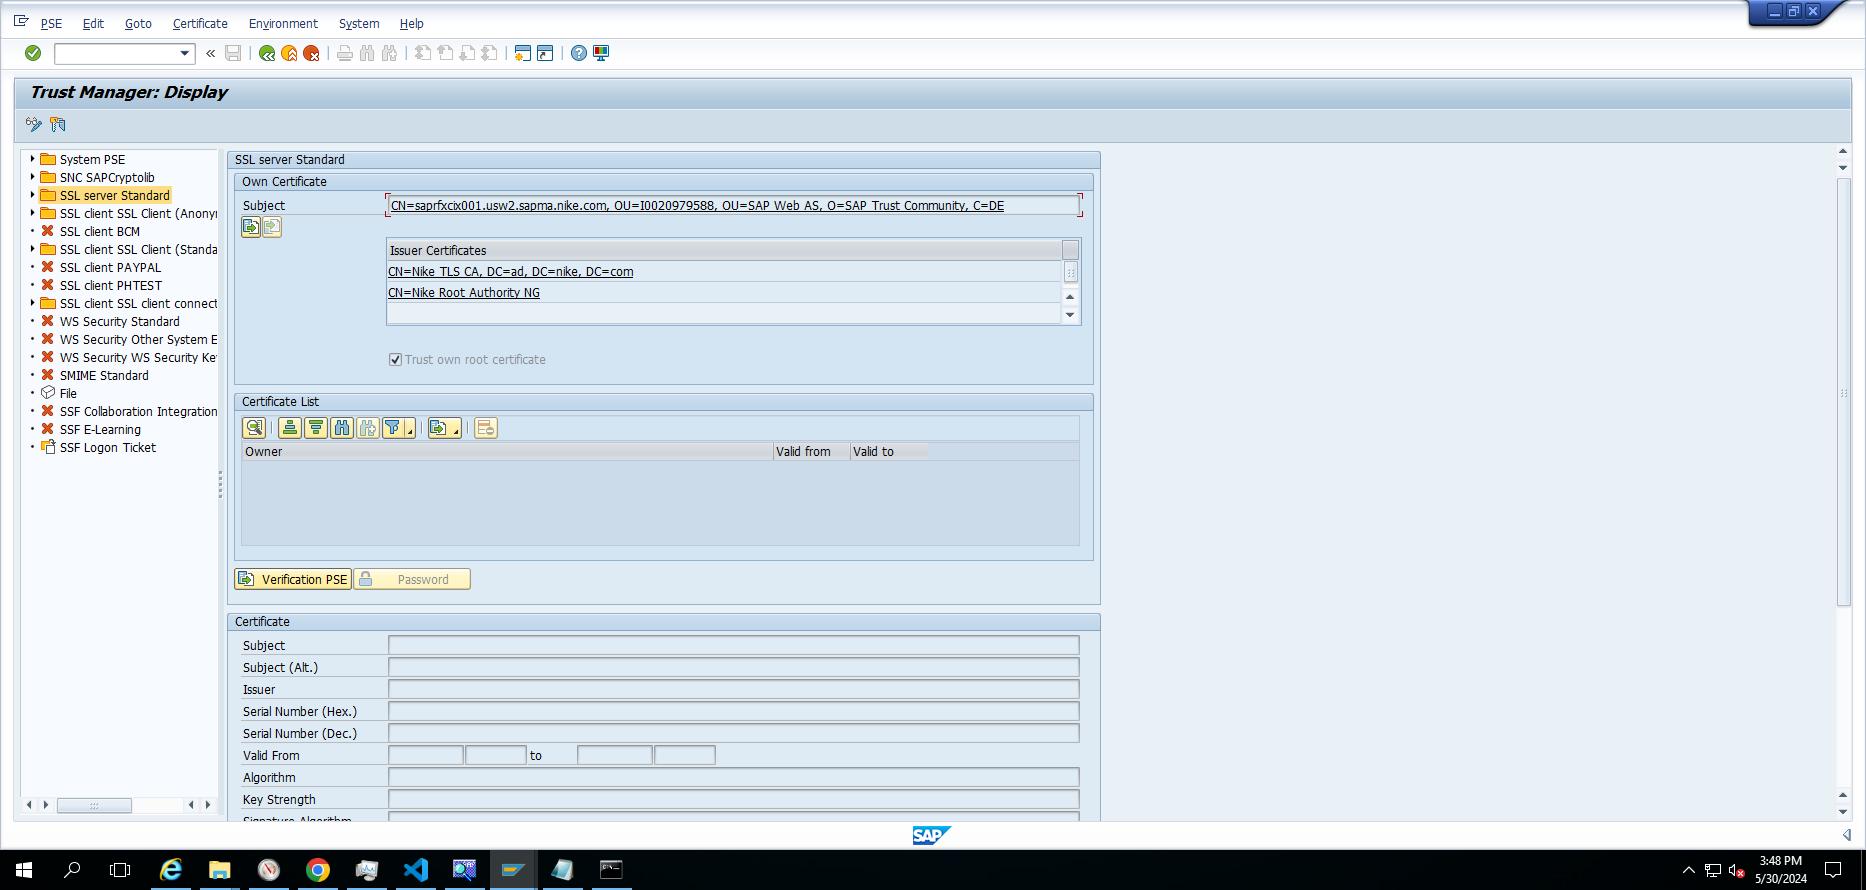 PSE Edit Goto Certificate Environment System Help
Trust Manager: Display
System PSE
SNC SAPCryptolib
SSL server Standard
SSL client SSL Client (Anony
SSL client BCM
SSL client SSL Client (Standa
SSL client PAYPAL
SSL client PHTEST
SSL client SSL client connect
WS Security Standard
WS Security Other System E
WS Security WS Security Ke
SMIME Standard
File
SSF Collaboration Integration
SSF E-Learning
SSF Logon Ticket
SSL server Standard
Own Certificate
Subject CN=saprfxcix001.usw2.sapma.nike.com, OU=I0020979588, OU=SAP Web AS, O=SAP Trust Community, C=DE
Issuer Certificates
CN=Nike TLS CA, DC=ad, DC=nike, DC=com
CN=Nike Root Authority NG
Trust own root certificate
Certificate List
Owner Valid from Valid to
Verification PSE Password
Certificate
Subject
Subject (Alt.)
Issuer
Serial Number (Hex.)
Serial Number (Dec.)
Valid From to
Algorithm
Key Strength
Signature Algorithm
SAP
3:48 PM
5/30/2024